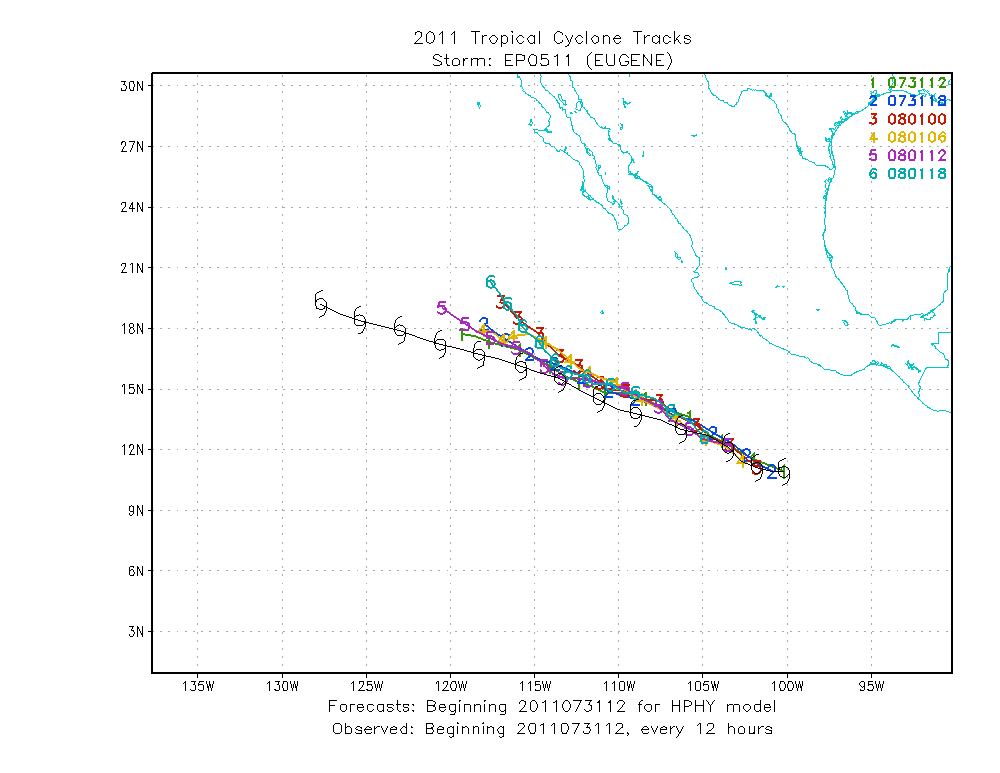 2011 Tropical Cyclone Tracks
Storm: EP0511 (EUGENE)
1 073112
2 073118
3 080100
4 080106
5 080112
6 080118
30N
27N
24N
21N
18N
15N
12N
9N
6N
3N
135W 130W 125W 120W 115W 110W 105W 100W 95W
Forecasts: Beginning 2011073112 for HPHY model
Observed: Beginning 2011073112, every 12 hours